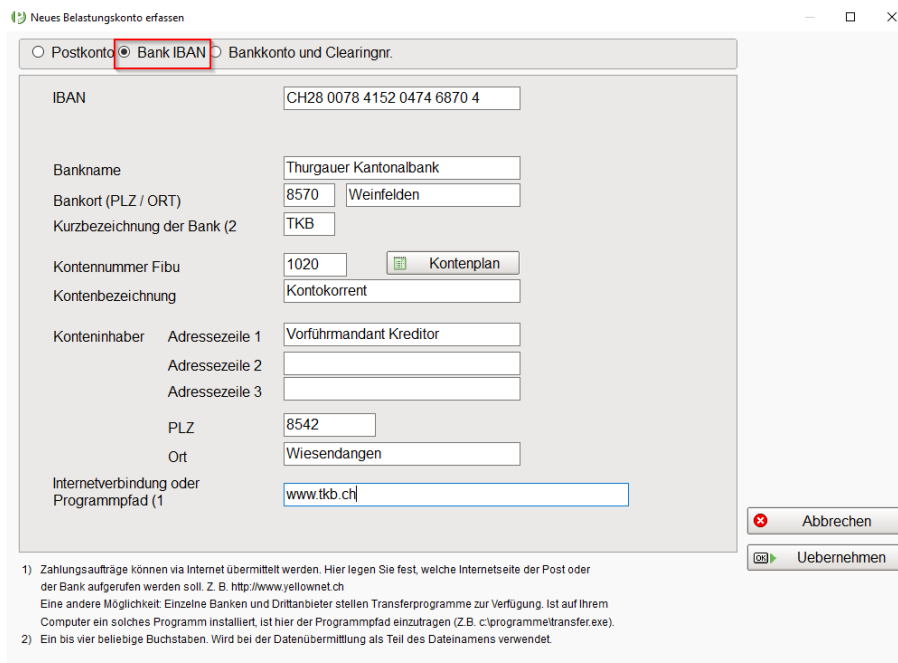 Neues Belastungskonto erfassen
Postkonto Bank IBAN Bankkonto und Clearingnr.
IBAN CH28 0078 4152 0474 6870 4
Bankname Thurgauer Kantonalbank
Bankort (PLZ / ORT) 8570 Weinfelden
Kurzbezeichnung der Bank (2 TKB
Kontennummer Fibu 1020 Kontenplan
Kontenbezeichnung Kontokorrent
Konteninhaber Adressezeile 1 Vorführmandant Kreditor
Adressezeile 2
Adressezeile 3
PLZ 8542
Ort Wiesendangen
Internetverbindung oder
Programmpfad (1 www.tkb.ch
Abbrechen
OK Uebernehmen
1) Zahlungsaufträge können via Internet übermittelt werden. Hier legen Sie fest, welche Internetseite der Post oder
der Bank aufgerufen werden soll. Z. B. http://www.yellownet.ch
Eine andere Möglichkeit: Einzelne Banken und Drittanbieter stellen Transferprogramme zur Verfügung. Ist auf Ihrem
Computer ein solches Programm installiert, ist hier der Programmpfad einzutragen (Z.B. c:\programme\transfer.exe).
2) Ein bis vier beliebige Buchstaben. Wird bei der Datenübermittlung als Teil des Dateinamens verwendet.